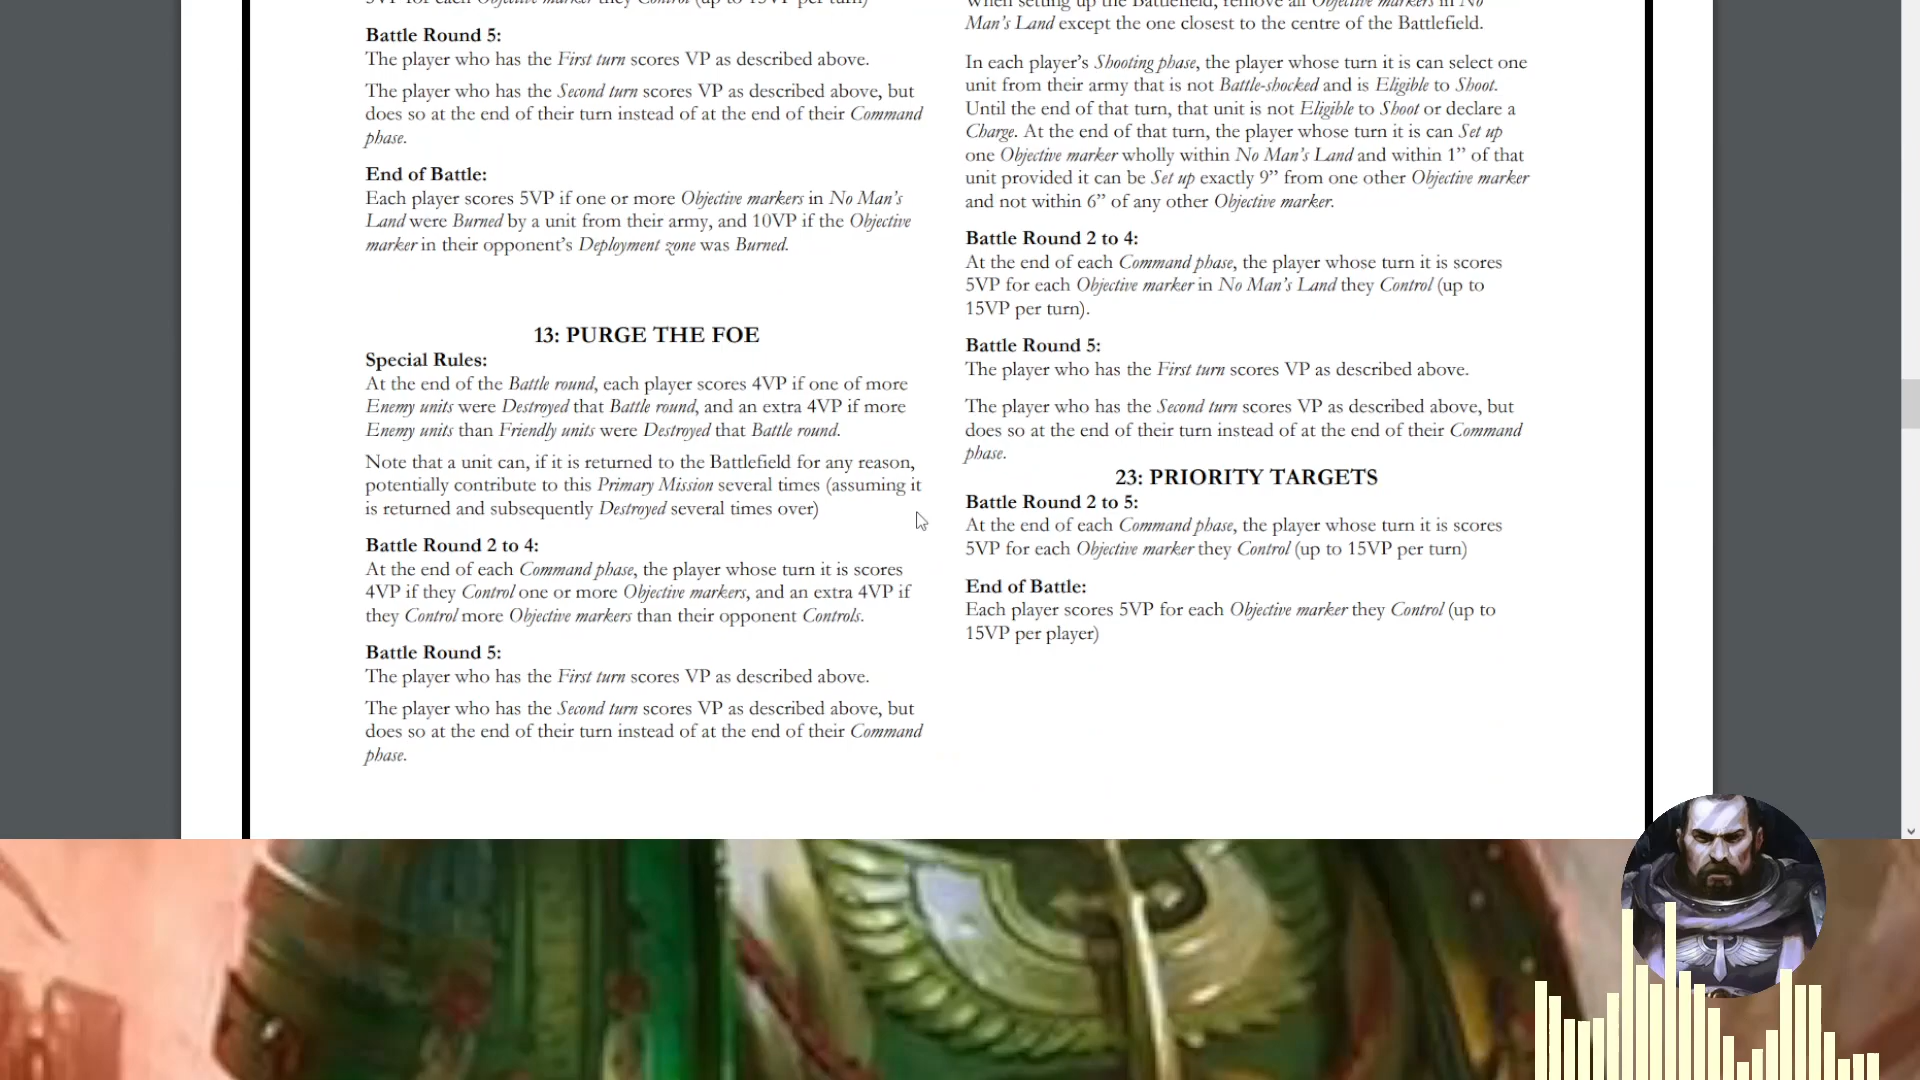 5VP for each Objective marker they Control (up to 15VP per turn)
Battle Round 5:
The player who has the First turn scores VP as described above.
The player who has the Second turn scores VP as described above, but
does so at the end of their turn instead of at the end of their Command
phase.
End of Battle:
Each player scores 5VP if one or more Objective markers in No Man’s
Land were Burned by a unit from their army, and 10VP if the Objective
marker in their opponent’s Deployment zone was Burned.
13: PURGE THE FOE
Special Rules:
At the end of the Battle round, each player scores 4VP if one of more
Enemy units were Destroyed that Battle round, and an extra 4VP if more
Enemy units than Friendly units were Destroyed that Battle round.
Note that a unit can, if it is returned to the Battlefield for any reason,
potentially contribute to this Primary Mission several times (assuming it
is returned and subsequently Destroyed several times over)
Battle Round 2 to 4:
At the end of each Command phase, the player whose turn it is scores
4VP if they Control one or more Objective markers, and an extra 4VP if
they Control more Objective markers than their opponent Controls.
Battle Round 5:
The player who has the First turn scores VP as described above.
The player who has the Second turn scores VP as described above, but
does so at the end of their turn instead of at the end of their Command
phase.
When setting up the Battlefield, remove all Objective markers in No
Man’s Land except the one closest to the centre of the Battlefield.
In each player’s Shooting phase, the player whose turn it is can select one
unit from their army that is not Battle-shocked and is Eligible to Shoot.
Until the end of that turn, that unit is not Eligible to Shoot or declare a
Charge. At the end of that turn, the player whose turn it is can Set up
one Objective marker wholly within No Man’s Land and within 1” of that
unit provided it can be Set up exactly 9” from one other Objective marker
and not within 6” of any other Objective marker.
Battle Round 2 to 4:
At the end of each Command phase, the player whose turn it is scores
5VP for each Objective marker in No Man’s Land they Control (up to
15VP per turn).
Battle Round 5:
The player who has the First turn scores VP as described above.
The player who has the Second turn scores VP as described above, but
does so at the end of their turn instead of at the end of their Command
phase.
23: PRIORITY TARGETS
Battle Round 2 to 5:
At the end of each Command phase, the player whose turn it is scores
5VP for each Objective marker they Control (up to 15VP per turn)
End of Battle:
Each player scores 5VP for each Objective marker they Control (up to
15VP per player)